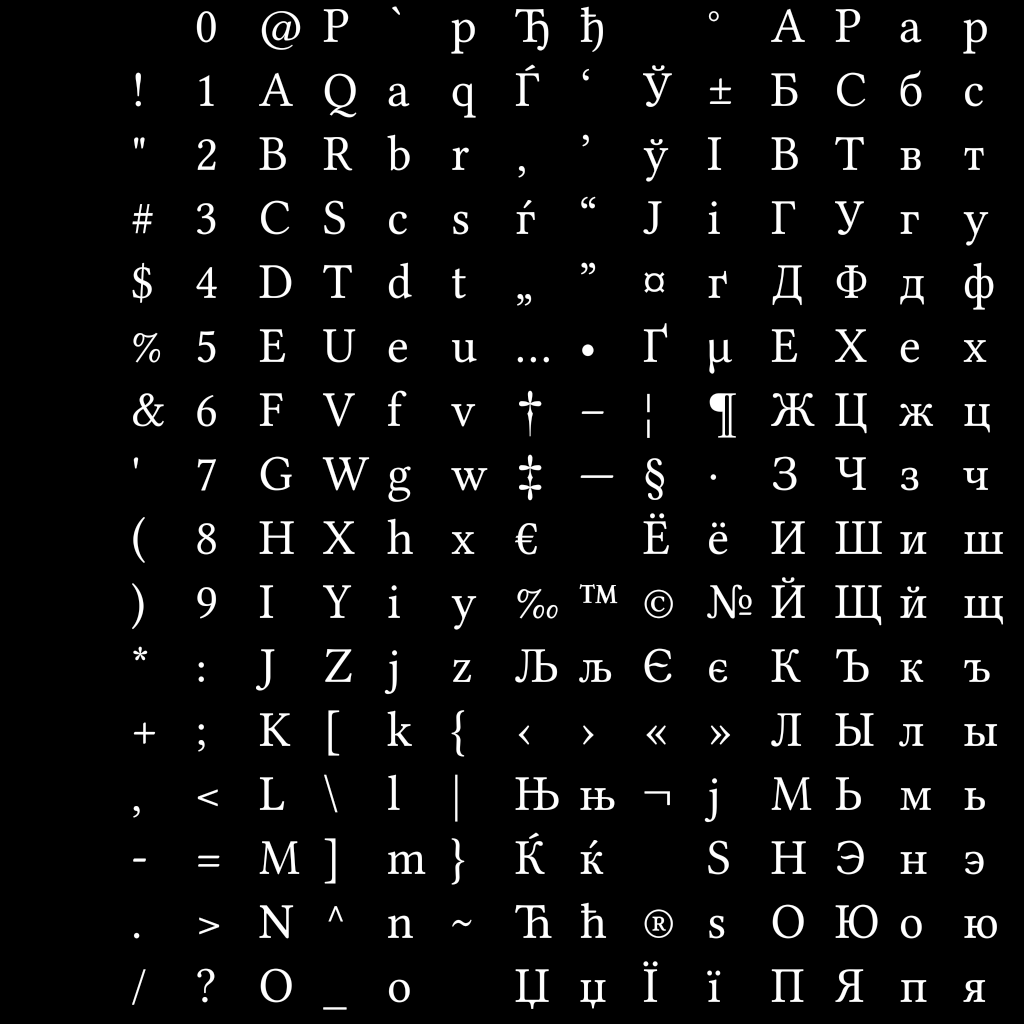 0 @ P ` p Ђ ђ ° А Р а р
! 1 A Q a q Ѓ ‘ Ў ± Б С б с
" 2 B R b r ‚ ’ ў І В Т в т
# 3 C S c s ѓ “ Ј і Г У г у
$ 4 D T d t „ ” ¤ ґ Д Ф д ф
% 5 E U e u … • Ґ µ Е Х е х
& 6 F V f v † – ¦ ¶ Ж Ц ж ц
' 7 G W g w ‡ — § · З Ч з ч
( 8 H X h x € Ё ё И Ш и ш
) 9 I Y i y ‰ ™ © № Й Щ й щ
* : J Z j z Љ љ Є є К Ъ к ъ
+ ; K [ k { ‹ › « » Л Ы л ы
, < L \ l | Њ њ ¬ ј М Ь м ь
- = M ] m } Ќ ќ Ѕ Н Э н э
. > N ^ n ~ Ћ ћ ® ѕ О Ю о ю
/ ? O _ o Џ џ Ї ї П Я п я